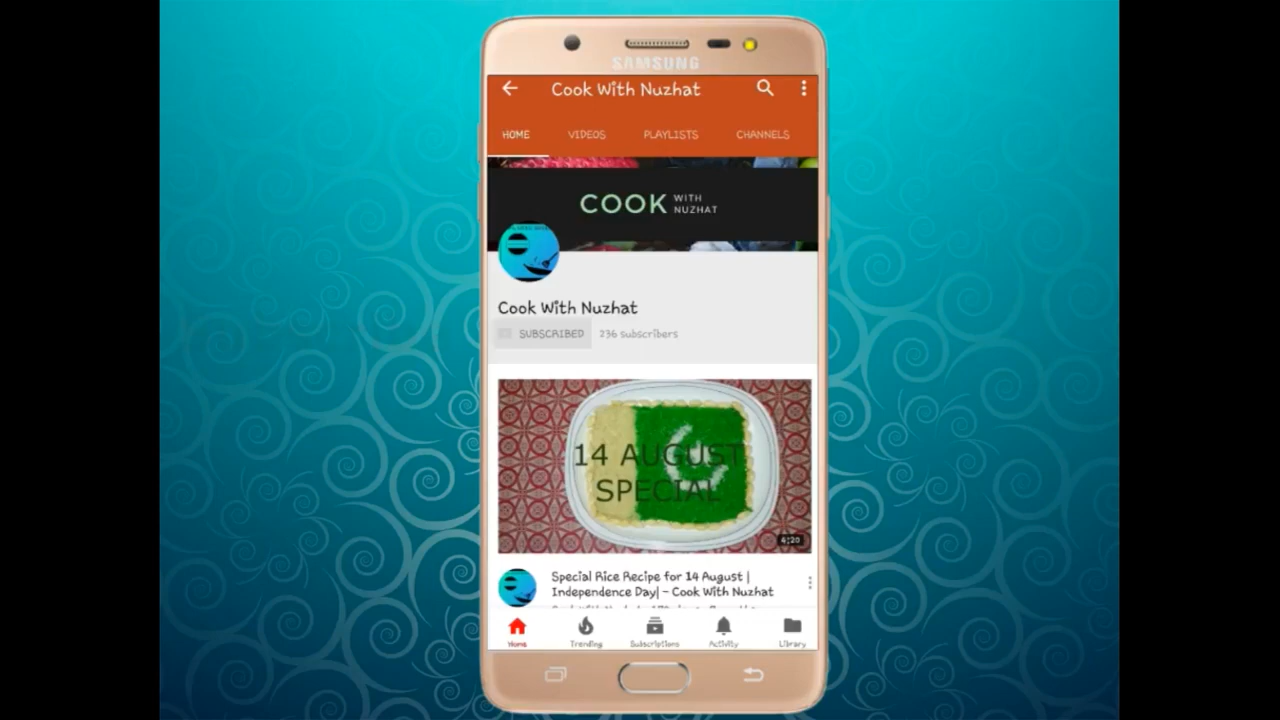 SAMSUNG
Cook With Nuzhat
HOME VIDEOS PLAYLISTS CHANNELS
COOK WITH NUZHAT
Cook With Nuzhat
SUBSCRIBED 236 subscribers
14 AUGUST
SPECIAL
4:20
Special Rice Recipe for 14 August |
Independence Day| - Cook With Nuzhat
Home Trending Subscriptions Activity Library